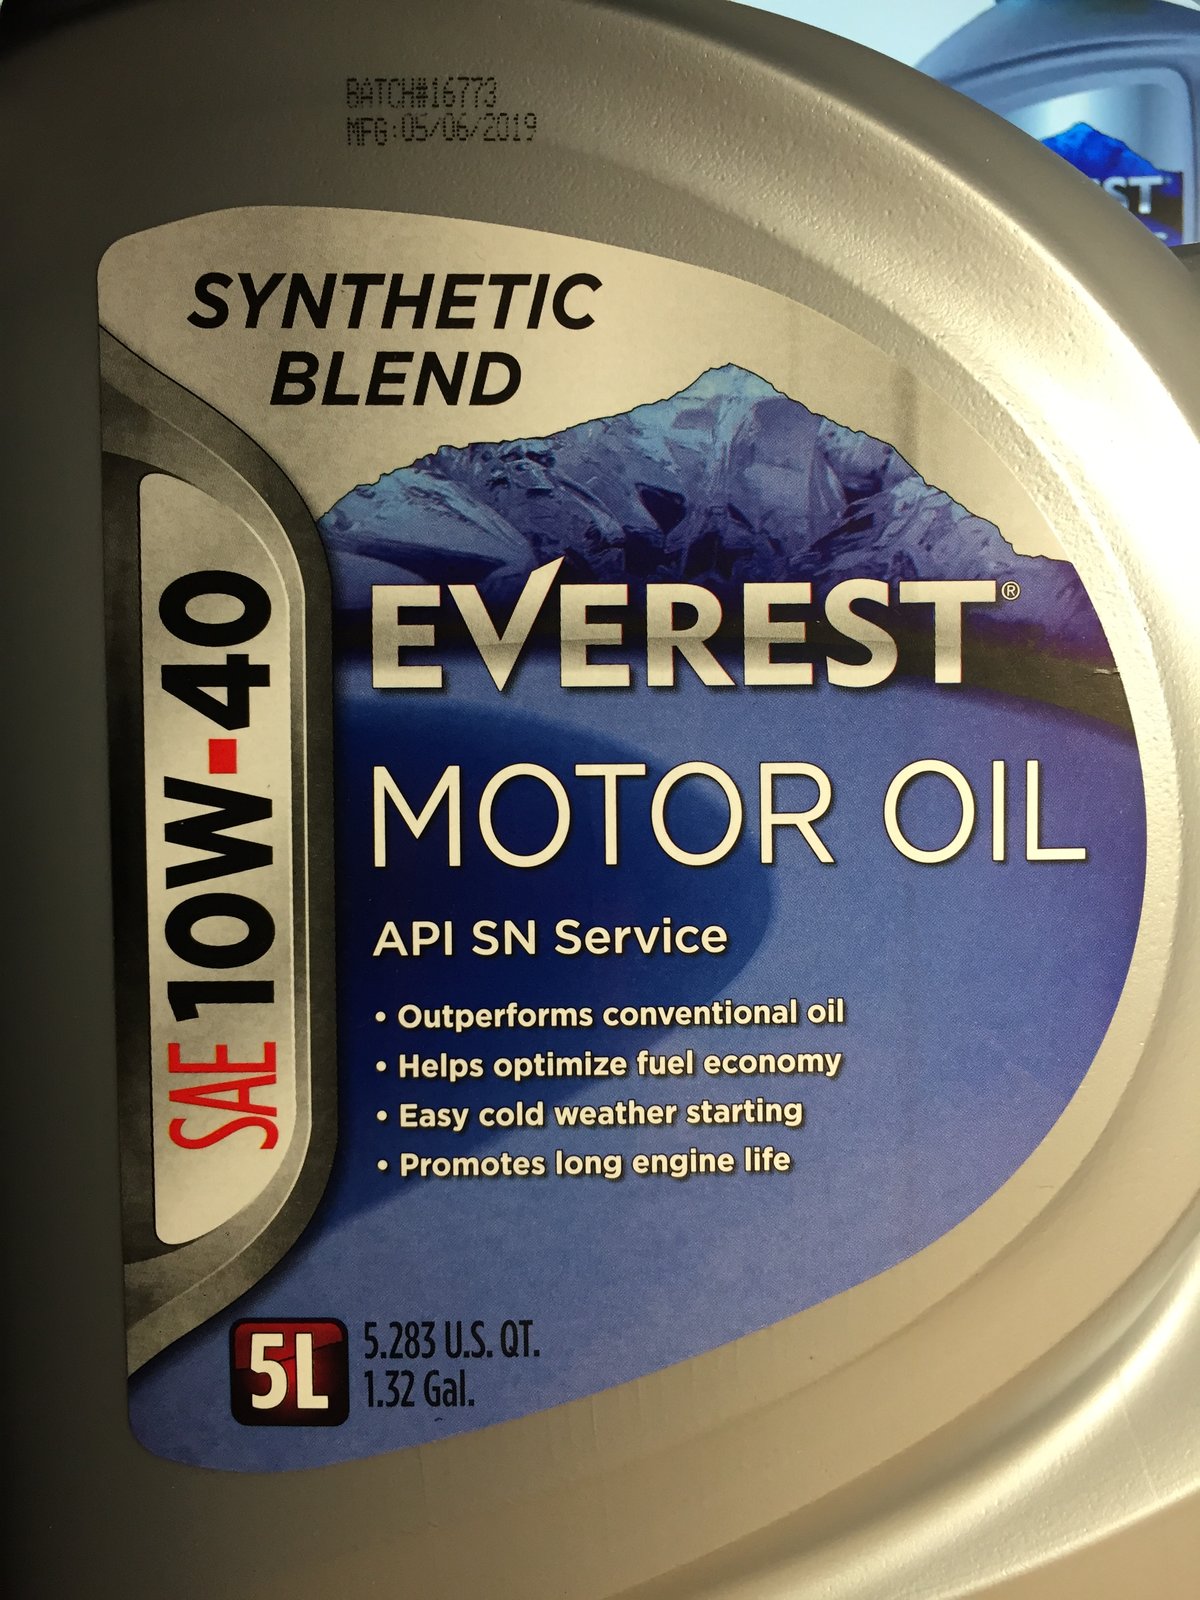 BATCH#16773
MFG:05/06/2019
SYNTHETIC
BLEND
EVEREST®
MOTOR OIL
API SN Service
• Outperforms conventional oil
• Helps optimize fuel economy
• Easy cold weather starting
• Promotes long engine life
SAE 10W-40
5L
5.283 U.S. QT.
1.32 Gal.